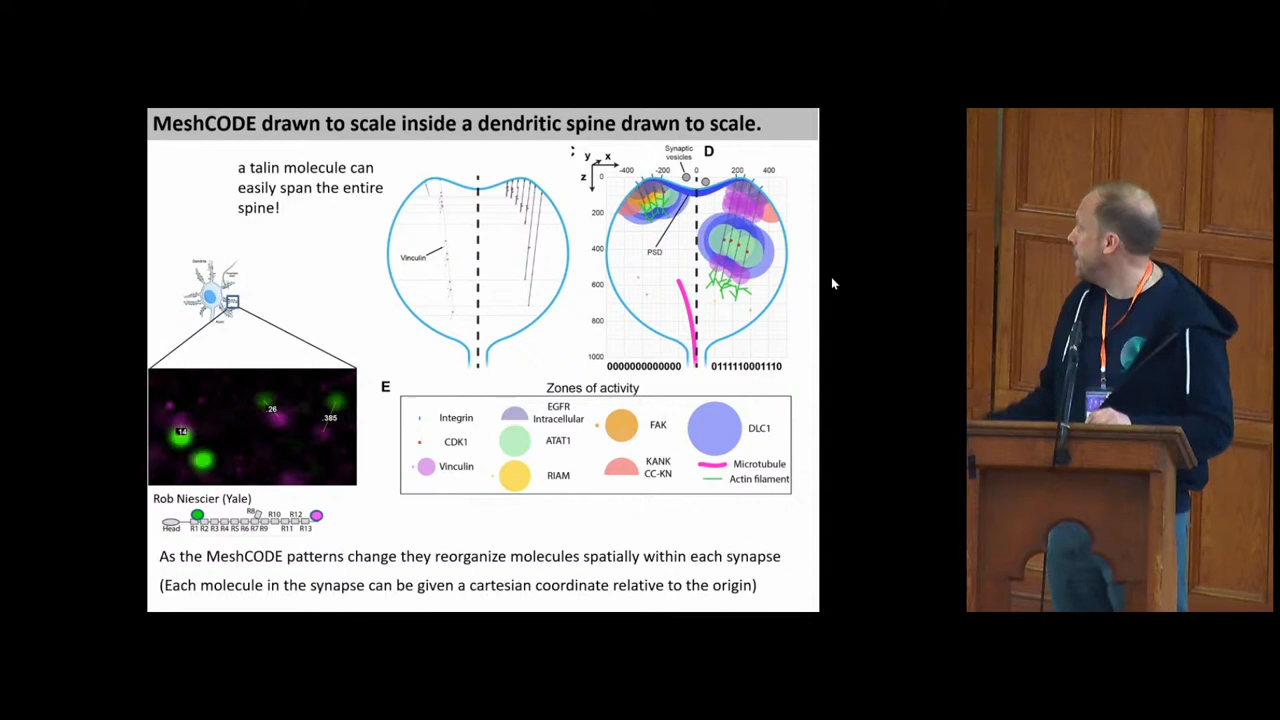 MeshCODE drawn to scale inside a dendritic spine drawn to scale.
a talin molecule can
easily span the entire
spine!
Vinculin
y x
z
Synaptic
vesicles
D
-400 -200 0 200 400
0
200
400
600
800
1000
PSD
0000000000000 0111110001110
Dendrite
.26
.385
14
Rob Niescier (Yale)
Head R1 R2 R3 R4 R5 R6 R7 R8 R9 R10 R11 R12 R13
E
Zones of activity
Integrin
CDK1
Vinculin
EGFR
Intracellular
ATAT1
RIAM
FAK
KANK
CC-KN
DLC1
Microtubule
Actin filament
As the MeshCODE patterns change they reorganize molecules spatially within each synapse
(Each molecule in the synapse can be given a cartesian coordinate relative to the origin)